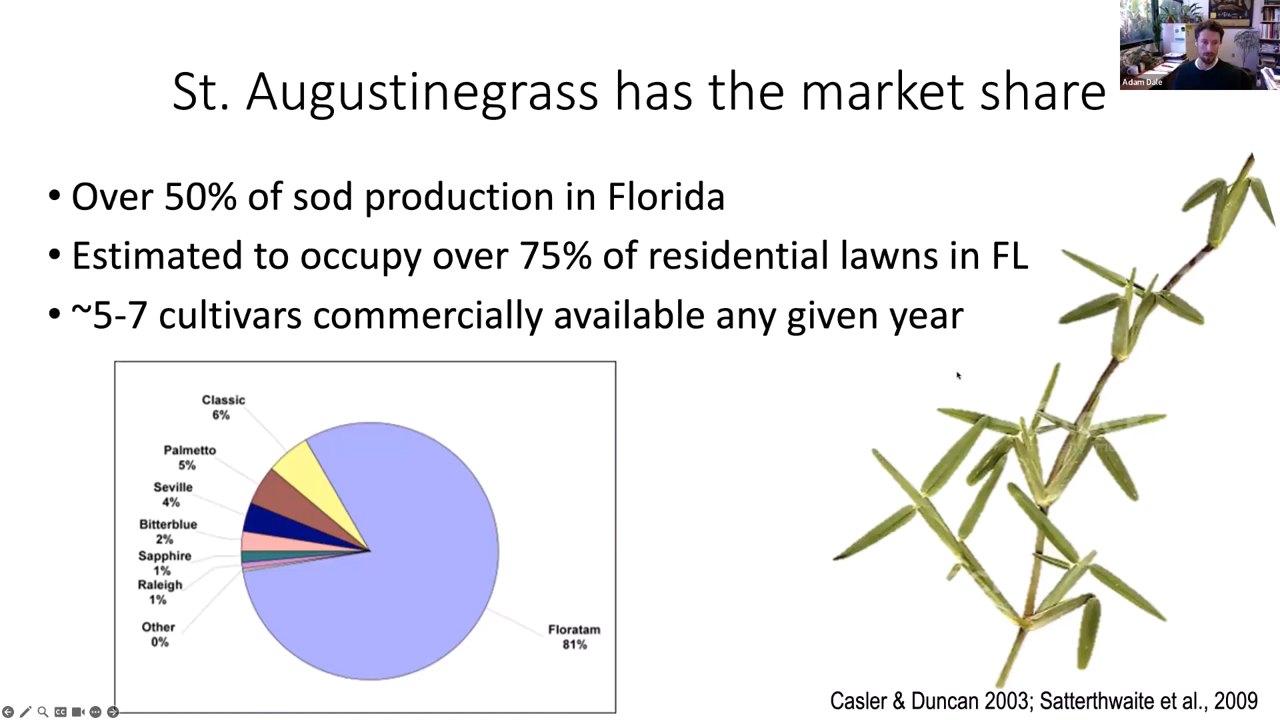 Adam Dale
St. Augustinegrass has the market share
• Over 50% of sod production in Florida
• Estimated to occupy over 75% of residential lawns in FL
• ~5-7 cultivars commercially available any given year
Classic
6%
Palmetto
5%
Seville
4%
Bitterblue
2%
Sapphire
1%
Raleigh
1%
Other
0%
Floratam
81%
Casler & Duncan 2003; Satterthwaite et al., 2009
CC